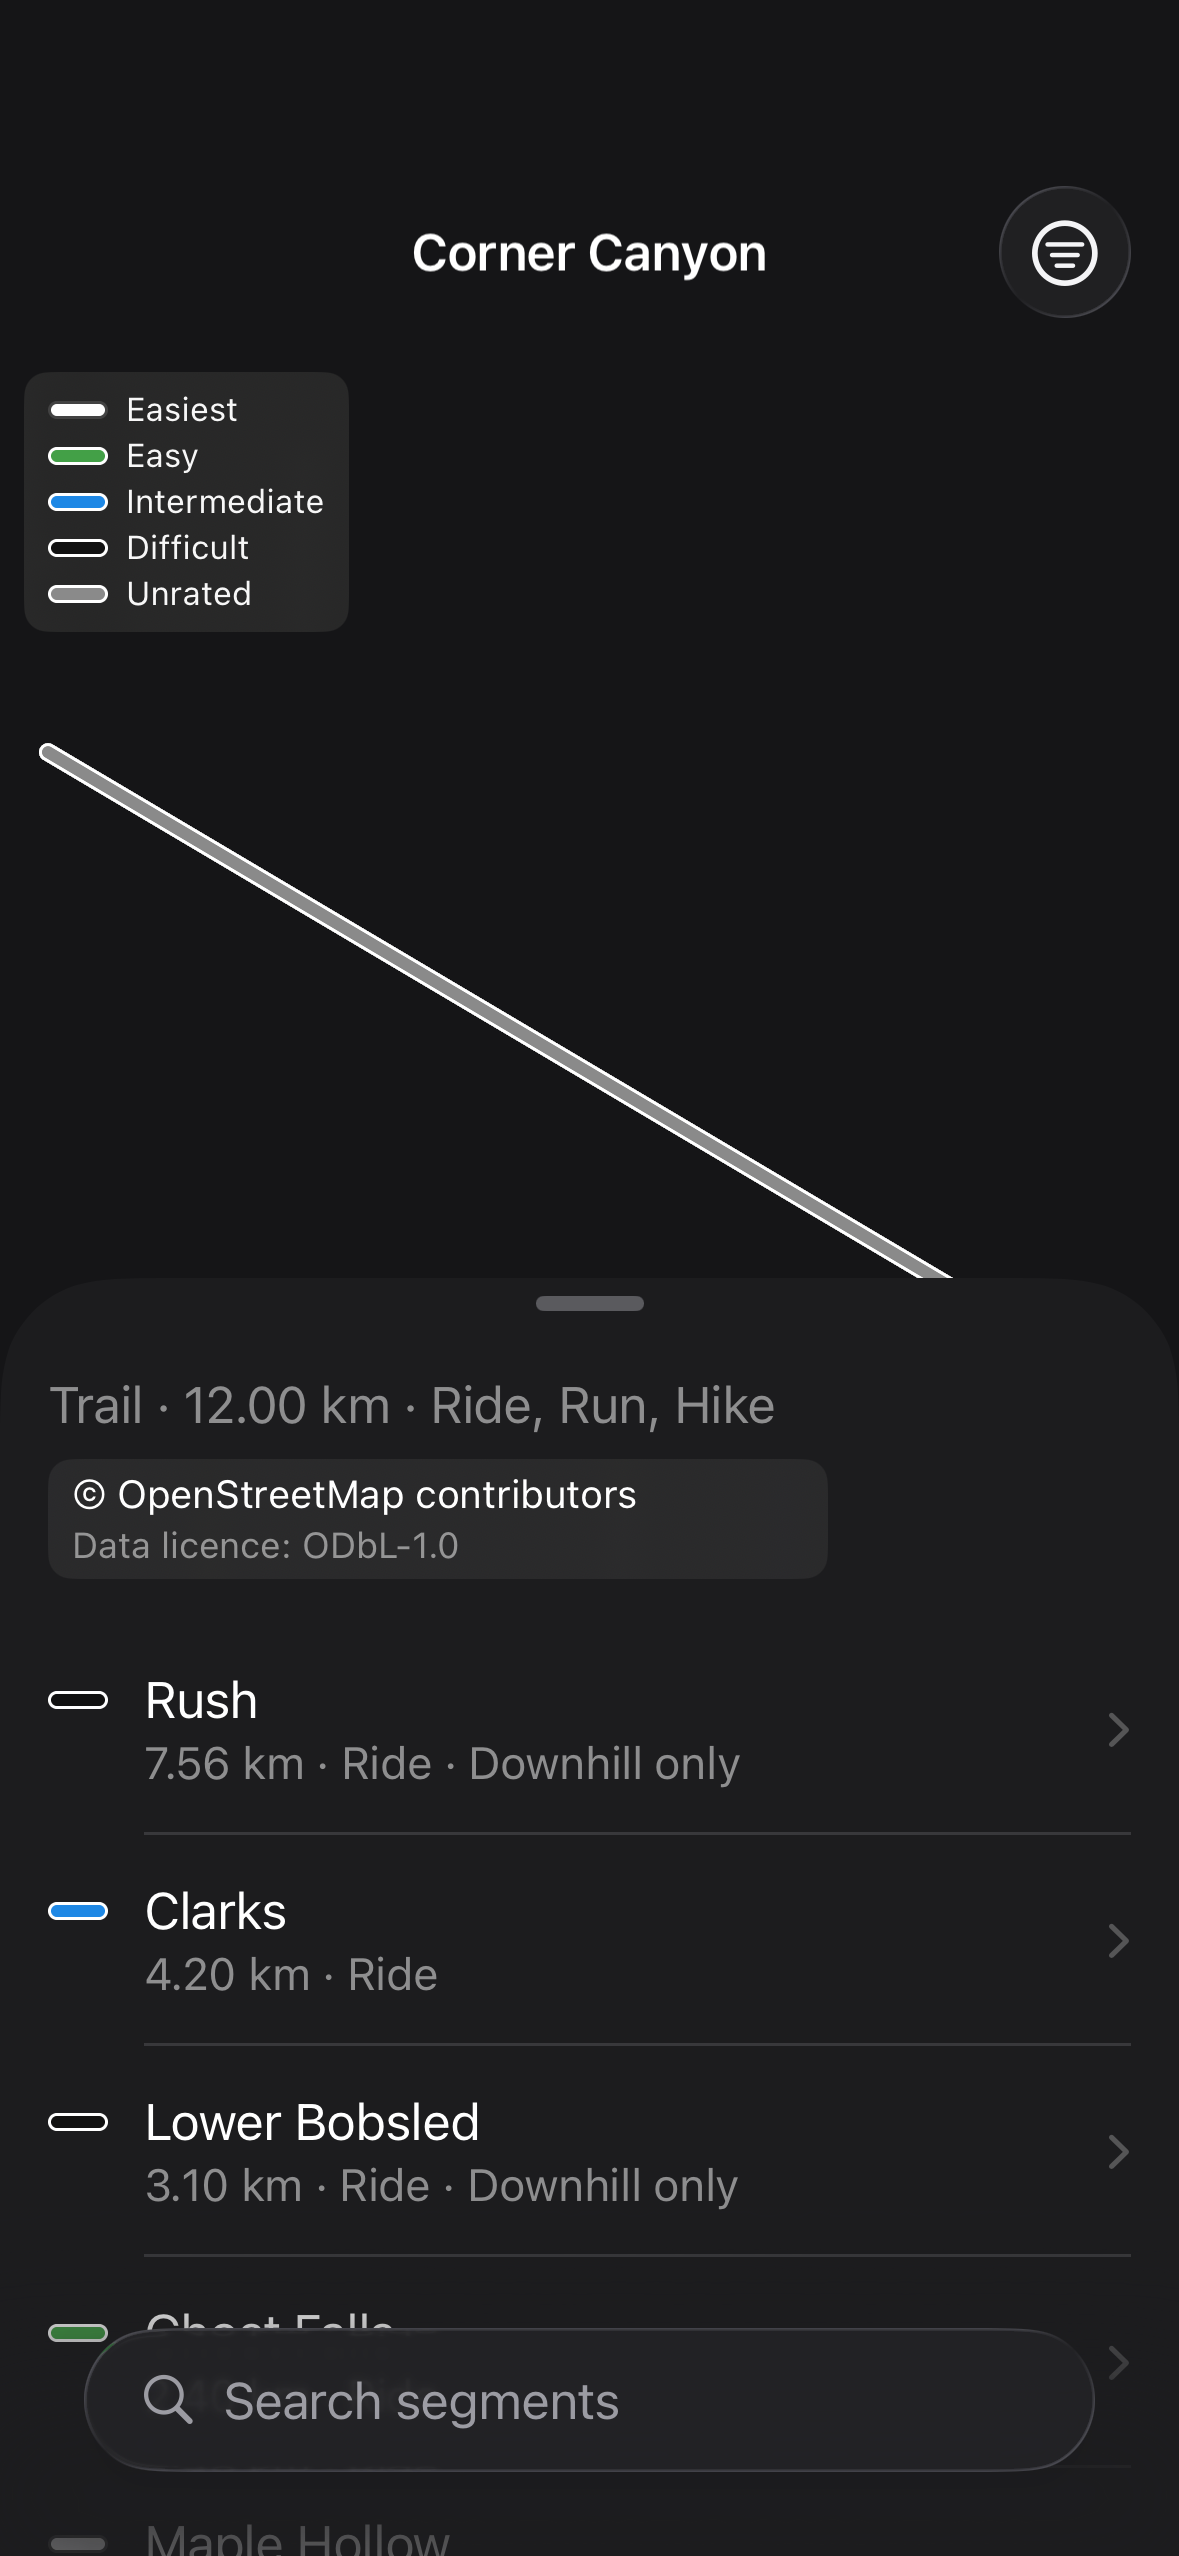 Corner Canyon
Easiest
Easy
Intermediate
Difficult
Unrated
Trail · 12.00 km · Ride, Run, Hike
© OpenStreetMap contributors
Data licence: ODbL-1.0
Rush
7.56 km · Ride · Downhill only
Clarks
4.20 km · Ride
Lower Bobsled
3.10 km · Ride · Downhill only
Ghost Falls
Search segments
Maple Hollow